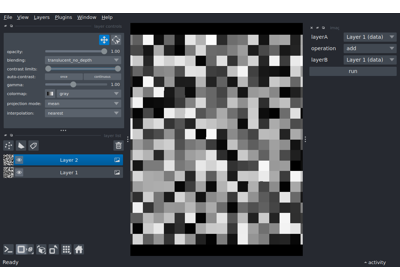 File View Layers Plugins Window Help
opacity: 1.00
blending: translucent_no_depth
contrast limits:
auto-contrast: once continuous
gamma: 1.00
colormap: gray
projection mode: mean
interpolation: nearest
Layer 2
Layer 1
Ready
layerA Layer 1 (data)
operation add
layerB Layer 1 (data)
run
activity